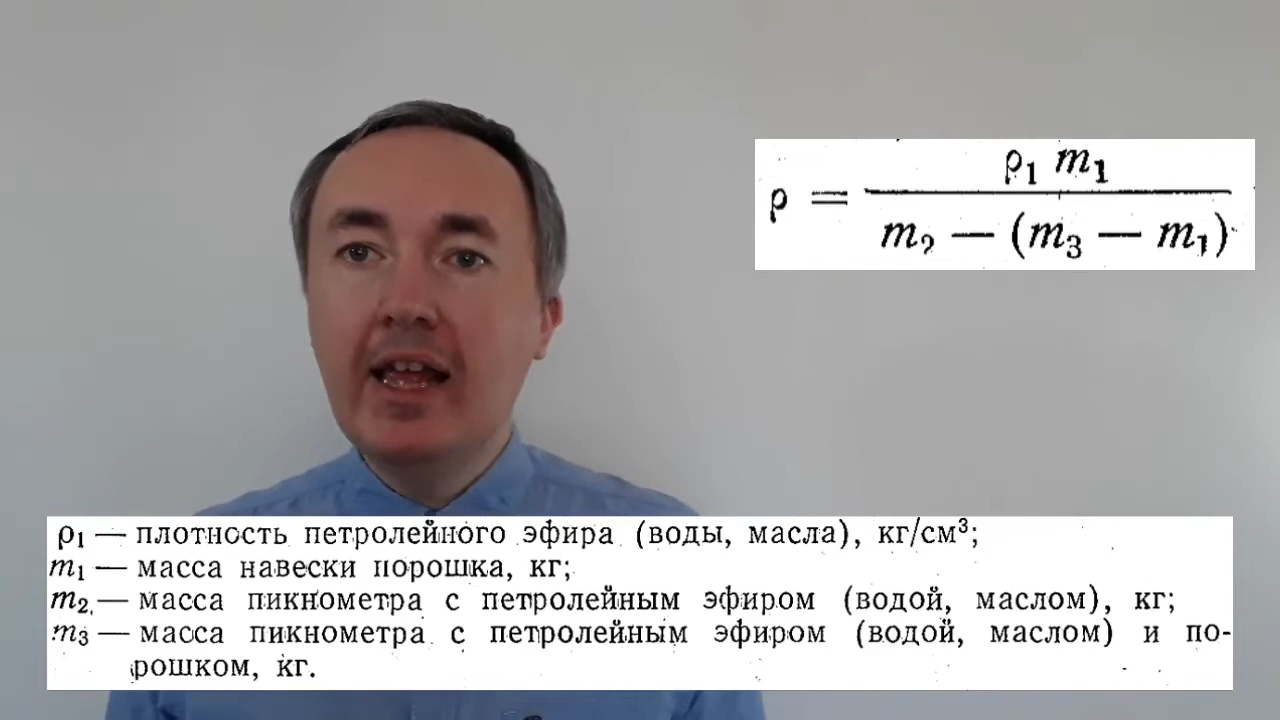 ρ = ρ₁ m₁ / m₂ — (m₃ — m₁)
ρ₁ — плотность петролейного эфира (воды, масла), кг/см³;
m₁ — масса навески порошка, кг;
m₂ — масса пикнометра с петролейным эфиром (водой, маслом), кг;
m₃ — масса пикнометра с петролейным эфиром (водой, маслом) и по-
рошком, кг.